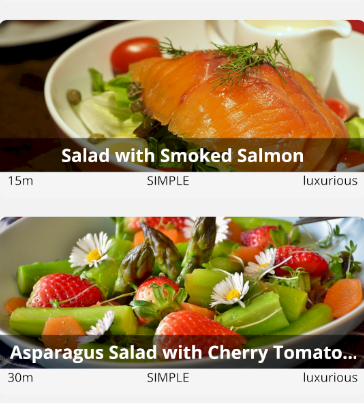 Salad with Smoked Salmon
15m SIMPLE luxurious
Asparagus Salad with Cherry Tomato...
30m SIMPLE luxurious